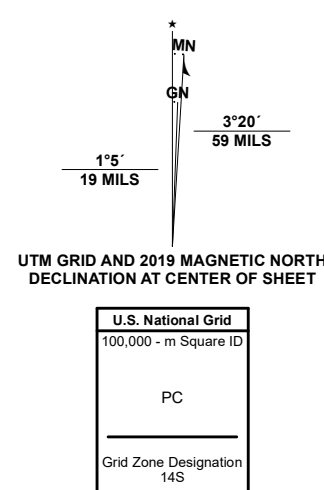 ★
MN
GN
3°20´
59 MILS
1°5´
19 MILS
UTM GRID AND 2019 MAGNETIC NORTH
DECLINATION AT CENTER OF SHEET
U.S. National Grid
100,000 - m Square ID
PC
Grid Zone Designation
14S